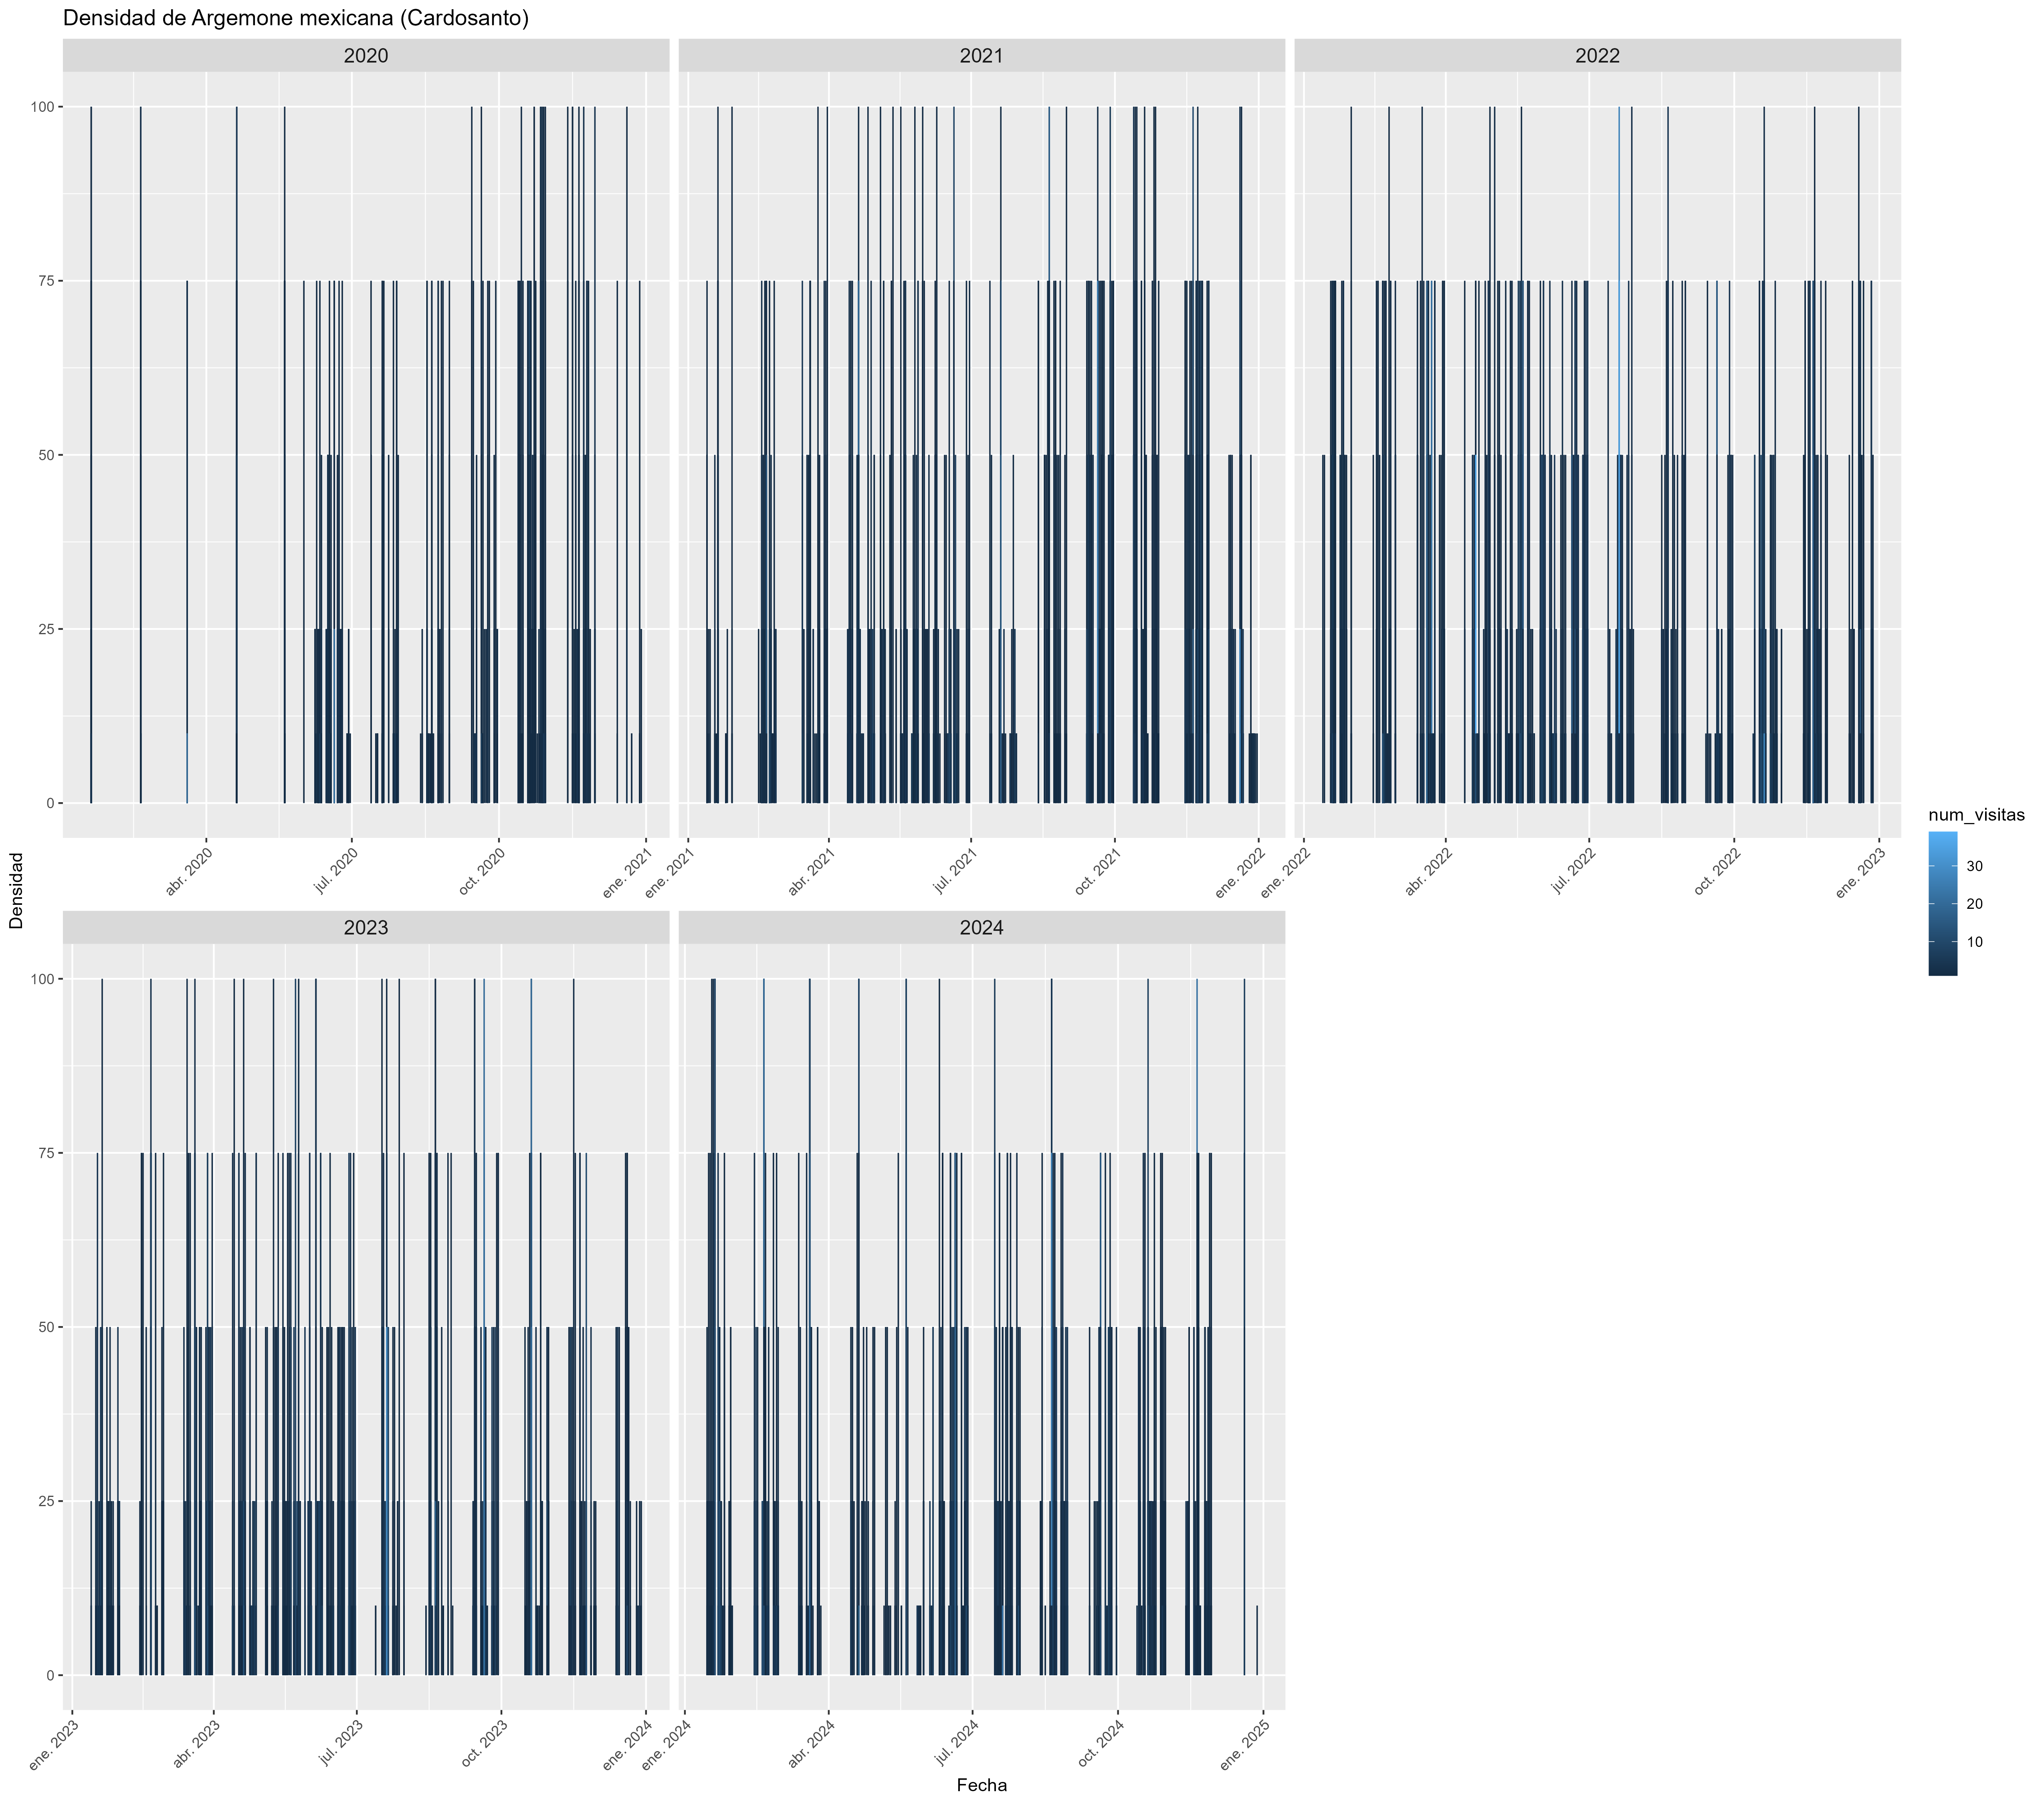 Densidad de Argemone mexicana (Cardosanto)
2020
2021
2022
100
75
50
25
0
abr. 2020
jul. 2020
oct. 2020
ene. 2021
ene. 2021
abr. 2021
jul. 2021
oct. 2021
ene. 2022
ene. 2022
abr. 2022
jul. 2022
oct. 2022
ene. 2023
Densidad
num_visitas
30
20
10
2023
2024
100
75
50
25
0
ene. 2023
abr. 2023
jul. 2023
oct. 2023
ene. 2024
ene. 2024
abr. 2024
jul. 2024
oct. 2024
ene. 2025
Fecha